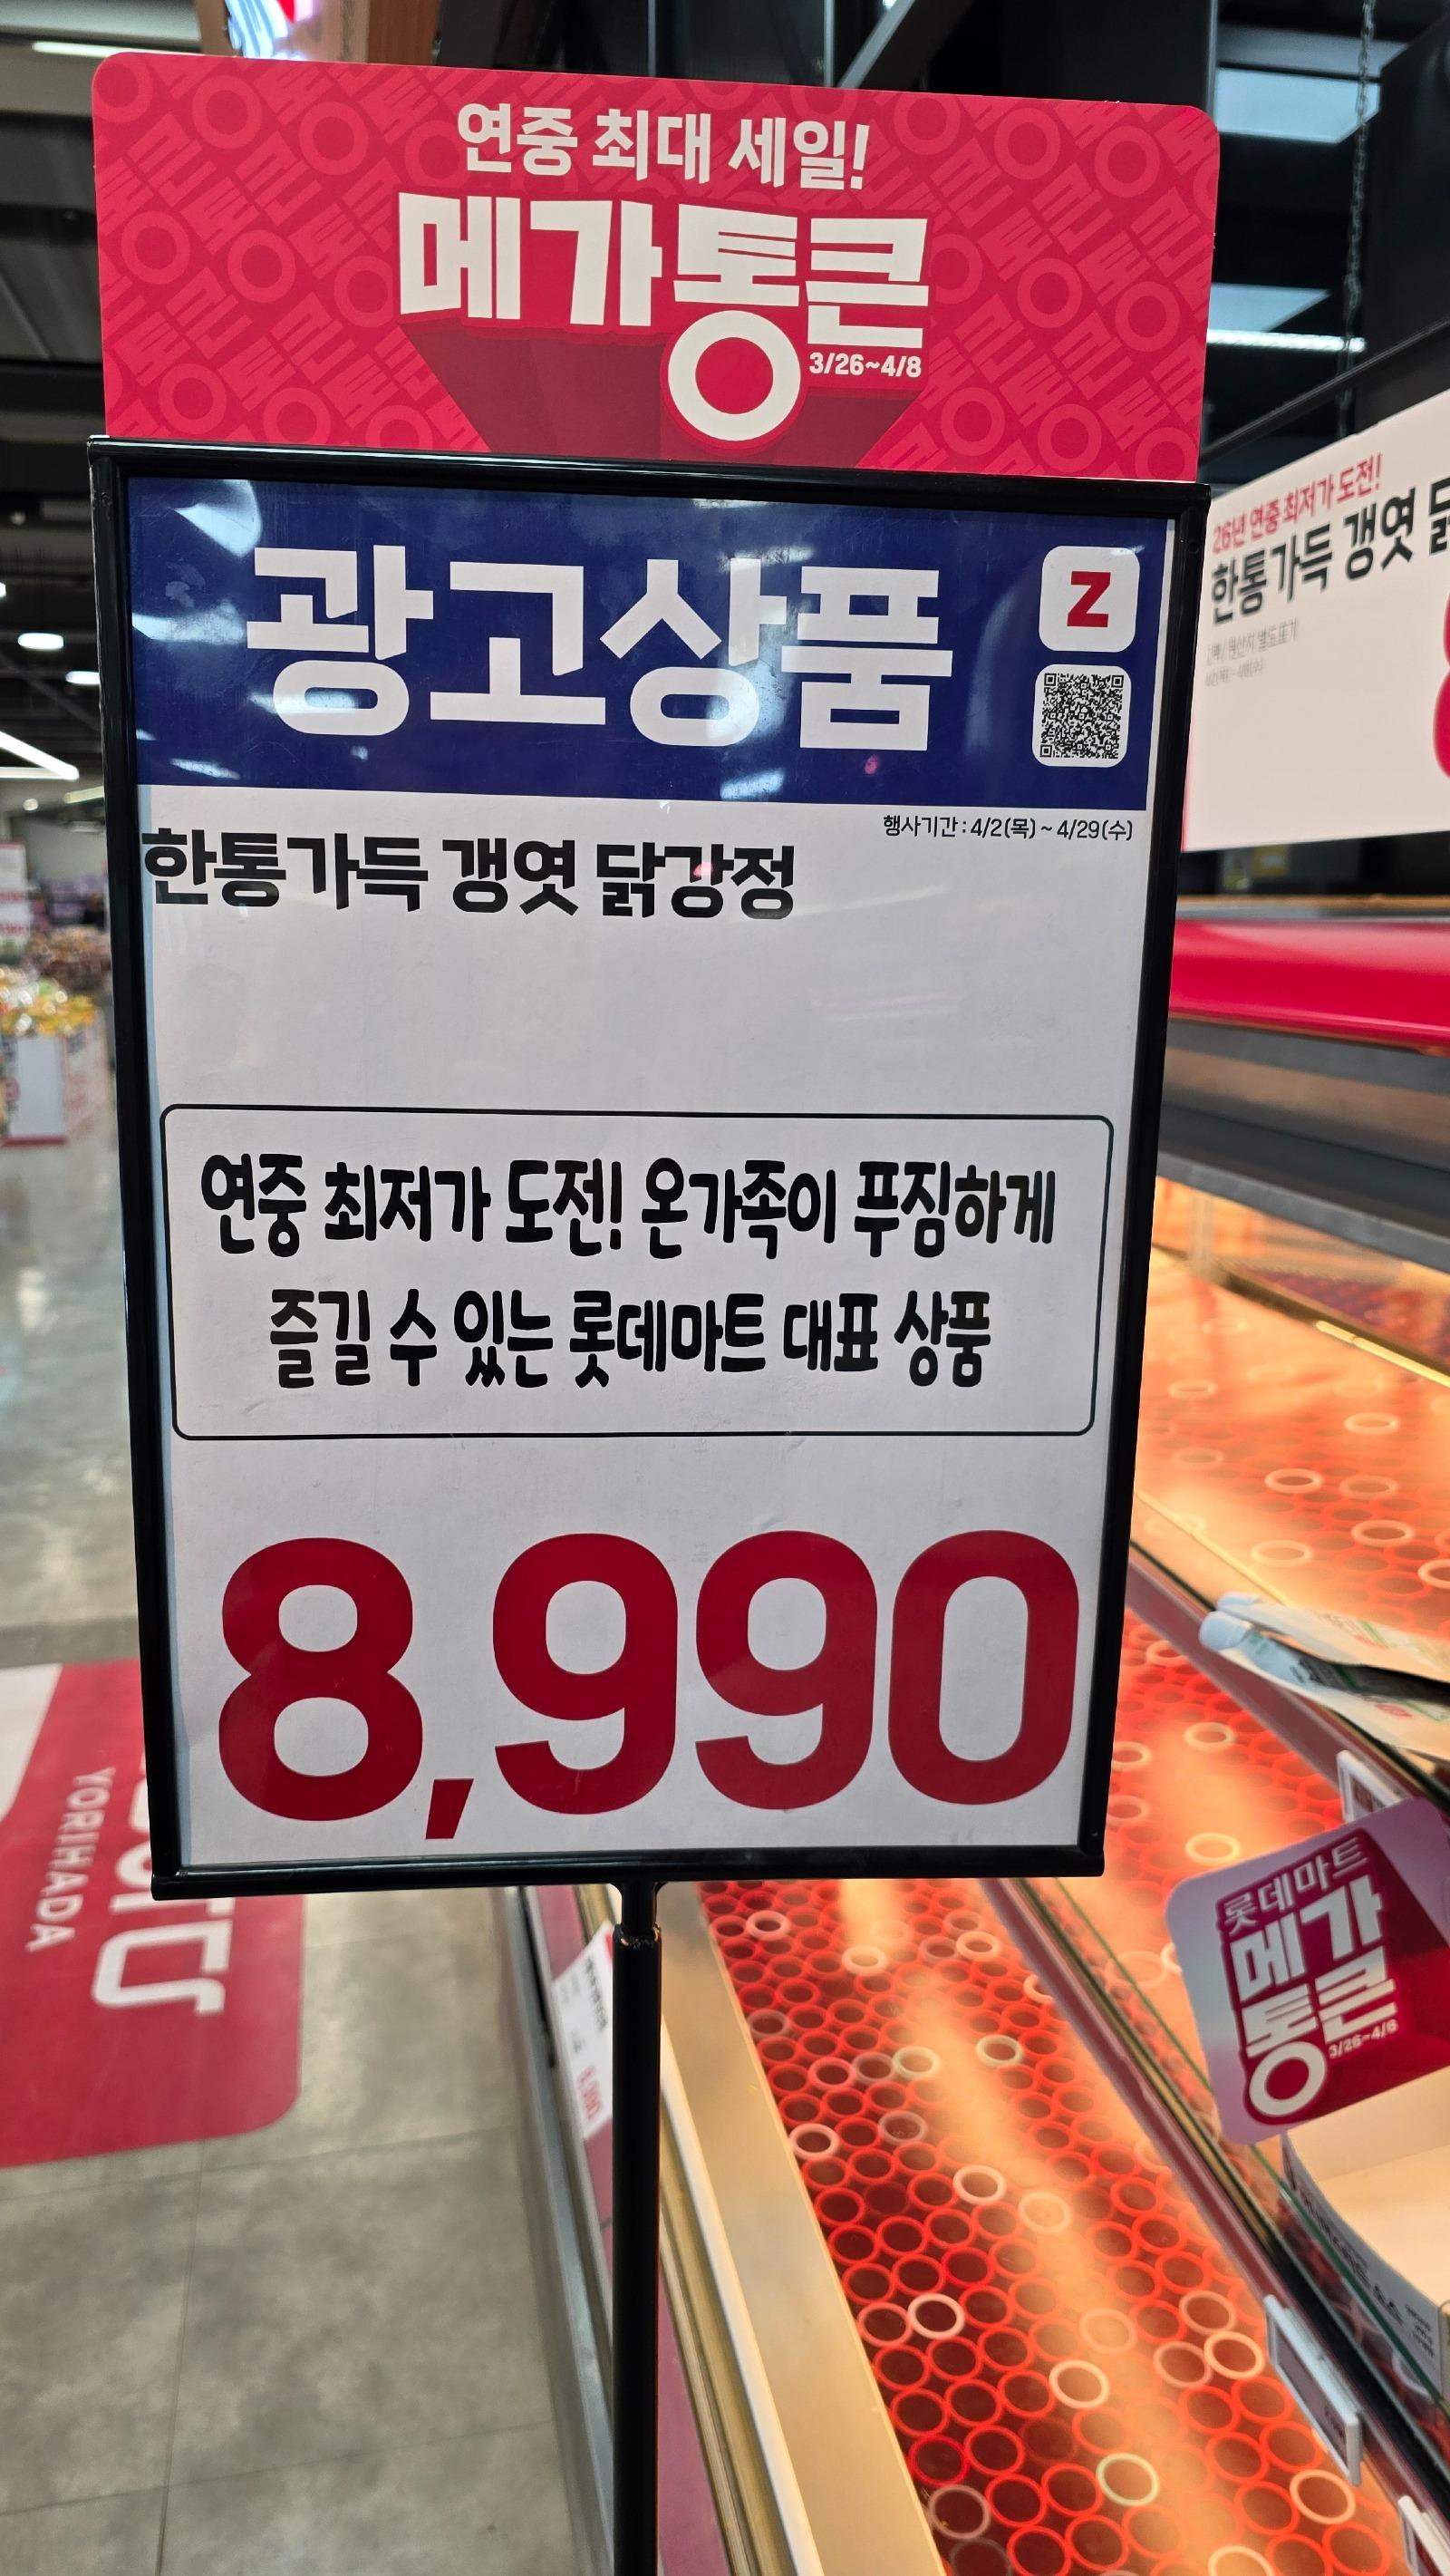 연중 최대 세일!
메가통큰
3/26~4/8
광고상품
Z
행사기간 : 4/2(목) ~ 4/29(수)
한통가득 갱엿 닭강정
연중 최저가 도전! 온가족이 푸짐하게
즐길 수 있는 롯데마트 대표 상품
8,990
26년 연중 최저가 도전!
한통가득 갱엿
YORIHADA
롯데마트
메가
통큰
3/26~4/8